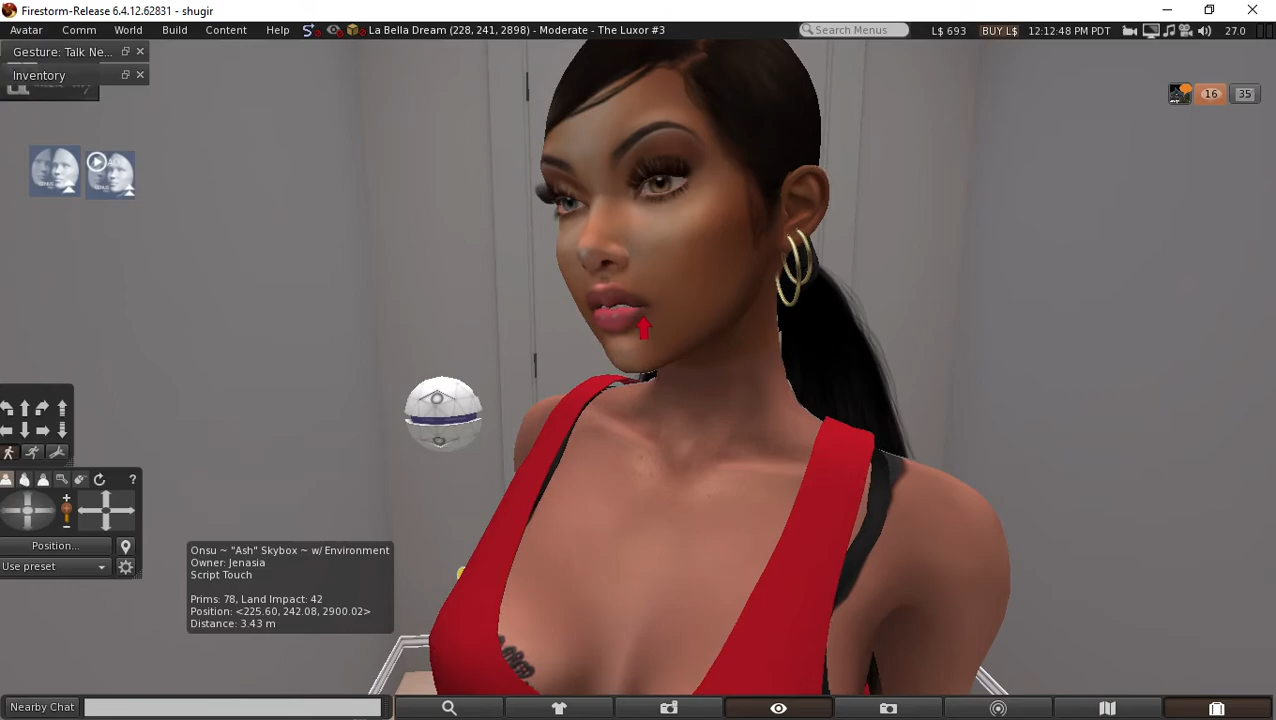 Firestorm-Release 6.4.12.62831 - shugir
Avatar Comm World Build Content Help La Bella Dream (228, 241, 2898) - Moderate - The Luxor #3 Search Menus L$ 693 BUY L$ 12:12:48 PM PDT 27.0
Gesture: Talk Ne...
Inventory
16 35
?
Position...
Use preset
Onsu ~ "Ash" Skybox ~ w/ Environment
Owner: Jenasia
Script Touch
Prims: 78, Land Impact: 42
Position: <225.60, 242.08, 2900.02>
Distance: 3.43 m
Nearby Chat